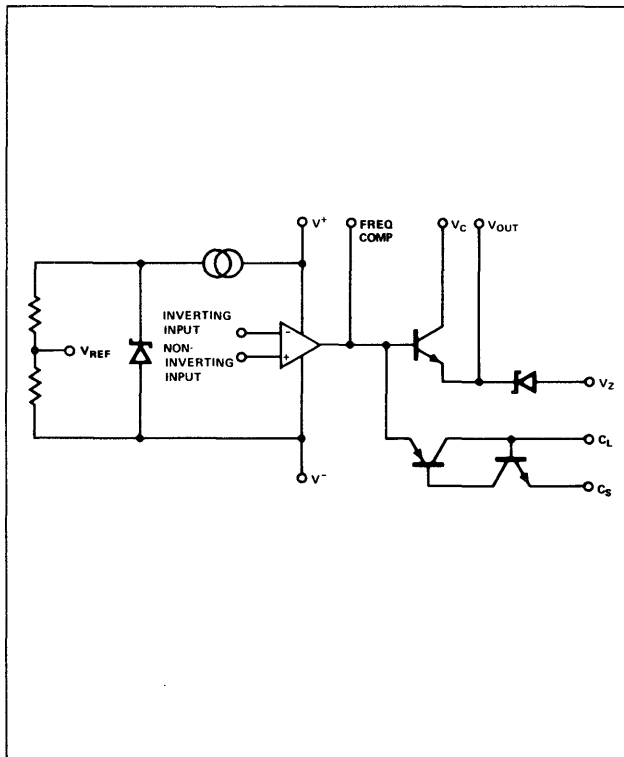 V+
FREQ
COMP
VC
VOUT
INVERTING
INPUT
-
VREF
NON-
INVERTING
INPUT
+
VZ
CL
V-
CS